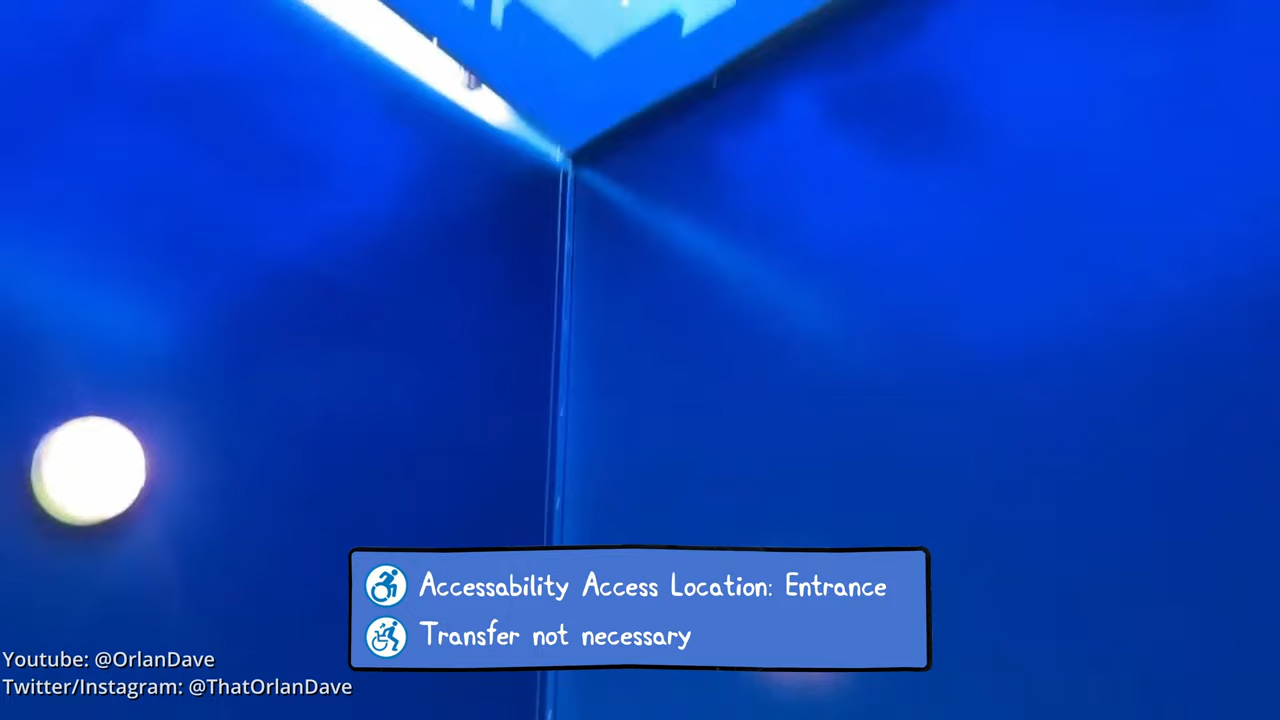 Accessability Access Location: Entrance
Transfer not necessary
Youtube: @OrlanDave
Twitter/Instagram: @ThatOrlanDave